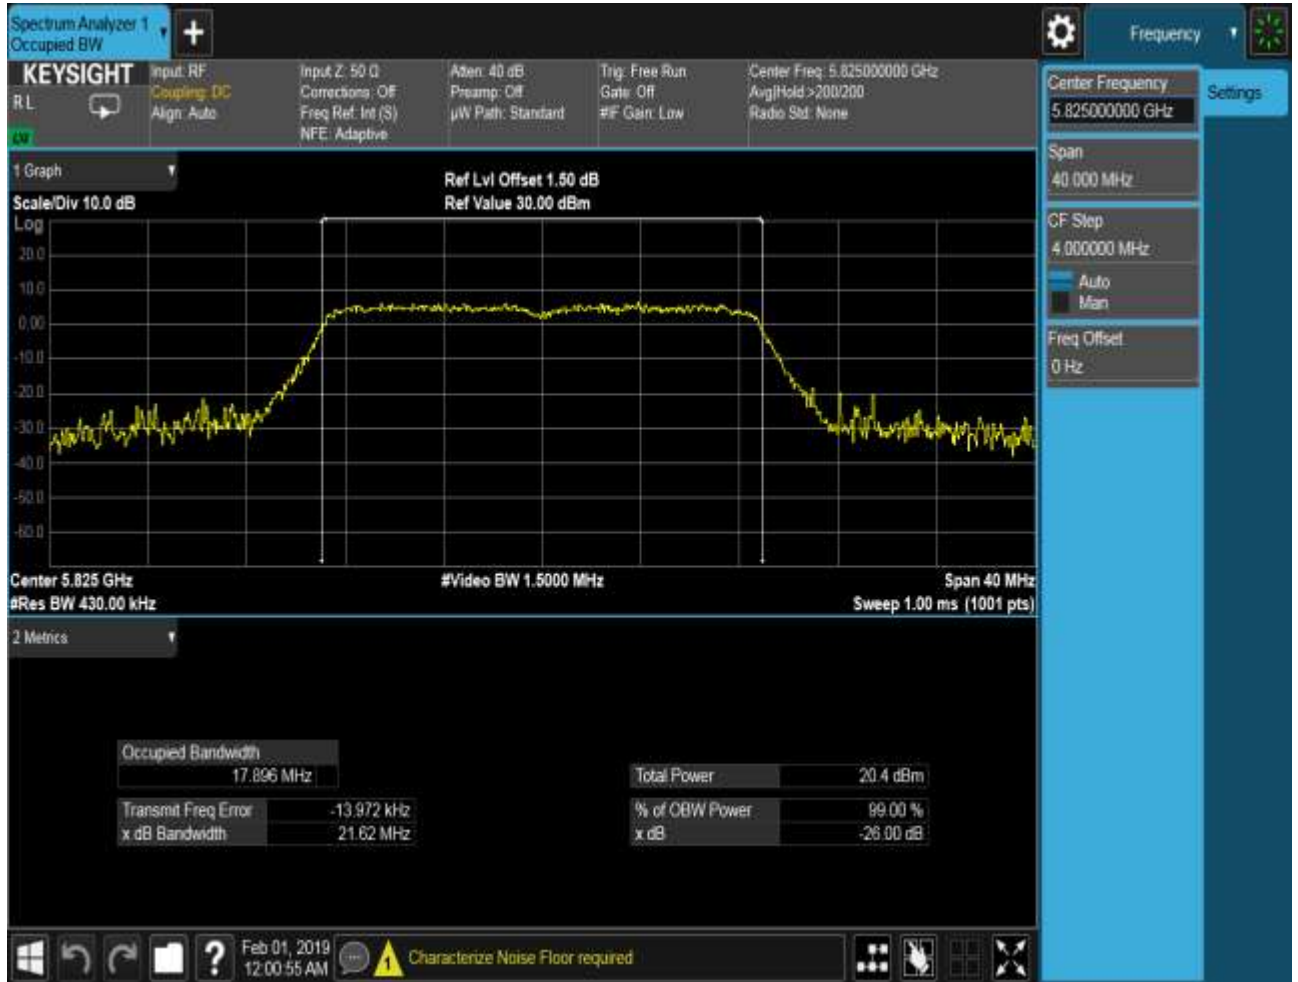 Spectrum Analyzer 1
Occupied BW
Frequency
KEYSIGHT
RL
Input: RF
Coupling: DC
Align: Auto
Input Z: 50 Ω
Corrections: Off
Freq Ref: Int (S)
NFE: Adaptive
Atten: 40 dB
Preamp: Off
µW Path: Standard
Trig: Free Run
Gate: Off
#IF Gain: Low
Center Freq: 5.825000000 GHz
Avg|Hold:>200/200
Radio Std: None
Center Frequency
5.825000000 GHz
Settings
Span
40.000 MHz
CF Step
4.000000 MHz
Auto
Man
Freq Offset
0 Hz
1 Graph
Scale/Div 10.0 dB
Ref Lvl Offset 1.50 dB
Ref Value 30.00 dBm
Log
20.0
10.0
0.00
-10.0
-20.0
-30.0
-40.0
-50.0
-60.0
Center 5.825 GHz
#Video BW 1.5000 MHz
Span 40 MHz
#Res BW 430.00 kHz
Sweep 1.00 ms (1001 pts)
2 Metrics
Occupied Bandwidth
17.896 MHz
Total Power 20.4 dBm
Transmit Freq Error -13.972 kHz
% of OBW Power 99.00 %
x dB Bandwidth 21.62 MHz
x dB -26.00 dB
Feb 01, 2019
12:00:55 AM
1
Characterize Noise Floor required